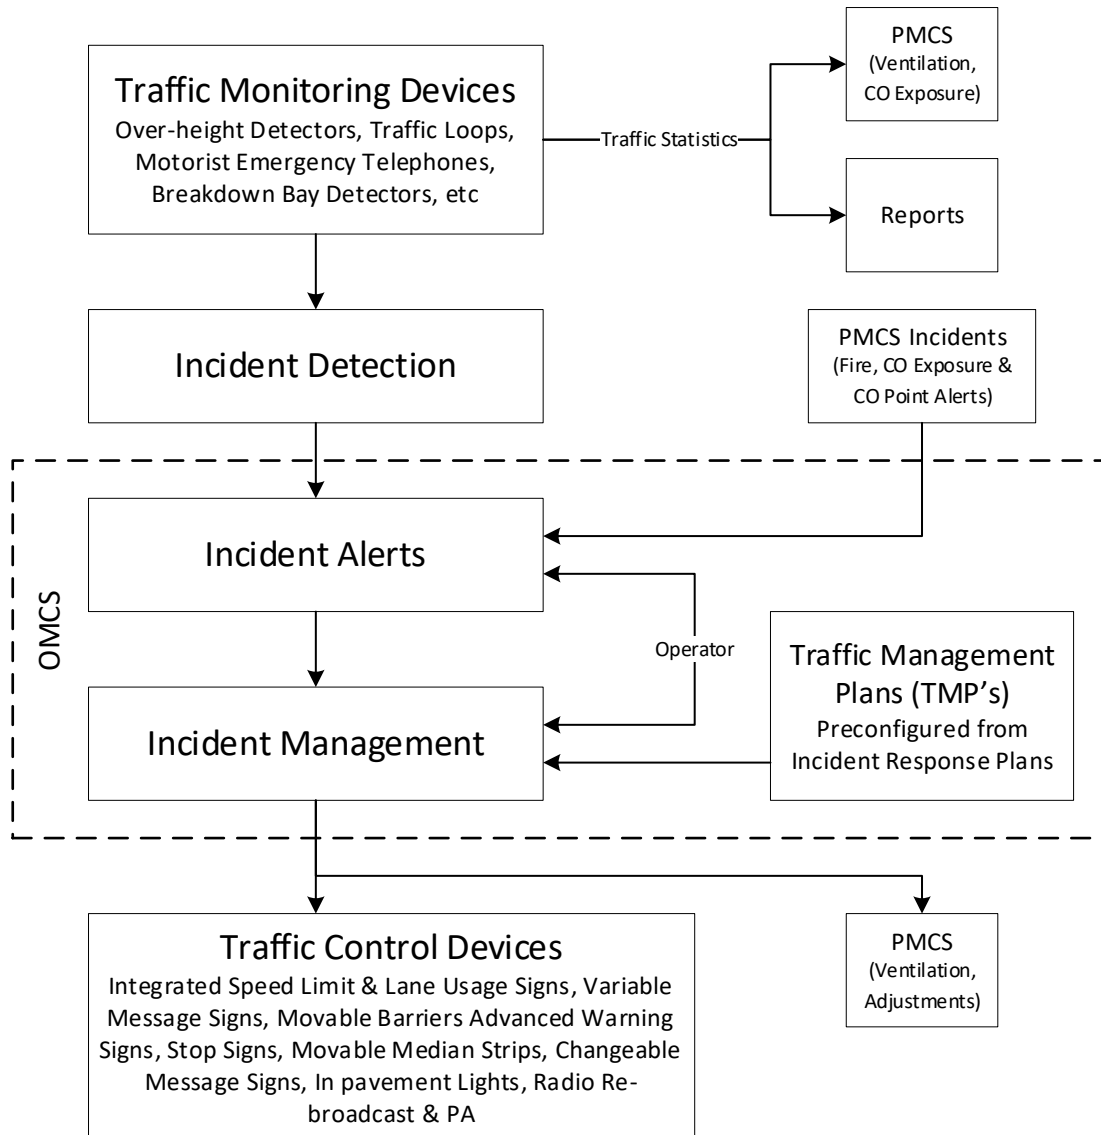 Traffic Monitoring Devices
Over-height Detectors, Traffic Loops,
Motorist Emergency Telephones,
Breakdown Bay Detectors, etc
Traffic Statistics
PMCS
(Ventilation,
CO Exposure)
Reports
Incident Detection
PMCS Incidents
(Fire, CO Exposure &
CO Point Alerts)
OMCS
Incident Alerts
Operator
Incident Management
Traffic Management
Plans (TMP's)
Preconfigured from
Incident Response Plans
Traffic Control Devices
Integrated Speed Limit & Lane Usage Signs, Variable
Message Signs, Movable Barriers Advanced Warning
Signs, Stop Signs, Movable Median Strips, Changeable
Message Signs, In pavement Lights, Radio Re-
broadcast & PA
PMCS
(Ventilation,
Adjustments)